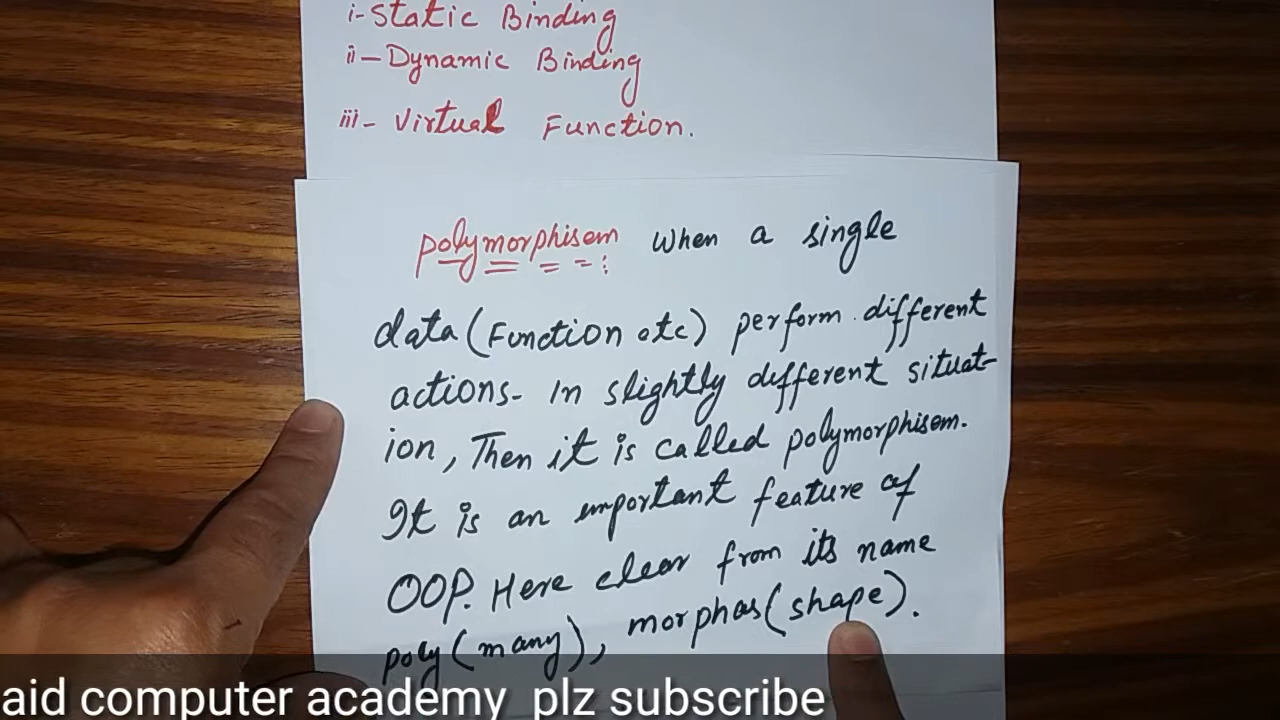 i- Static Binding
ii- Dynamic Binding
iii- Virtual Function.
polymorphisem when a single
data (Function etc) perform different
actions. In slightly different situat-
ion, Then it is called polymorphisem.
It is an important feature of
OOP. Here clear from its name
poly (many), morphas (shape).
aid computer academy plz subscribe